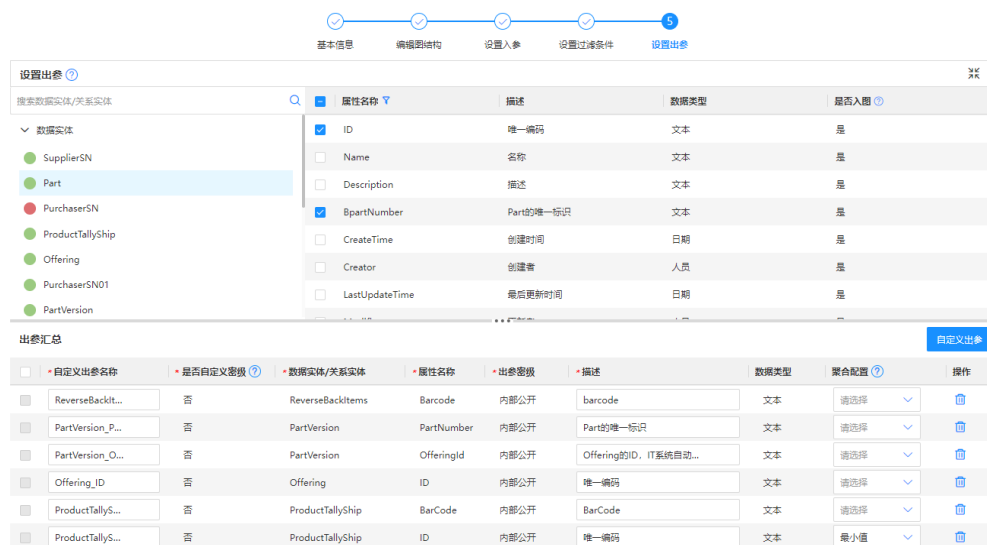 5
基本信息 编辑图结构 设置入参 设置过滤条件 设置出参
设置出参 ?
搜索数据实体/关系实体
属性名称 描述 数据类型 是否入图 ?
数据实体
ID 唯一编码 文本 是
SupplierSN
Name 名称 文本 是
Part
Description 描述 文本 是
PurchaserSN
BpartNumber Part的唯一标识 文本 是
ProductTallyShip
CreateTime 创建时间 日期 是
Offering
Creator 创建者 人员 是
PurchaserSN01
LastUpdateTime 最后更新时间 日期 是
PartVersion
出参汇总
自定义出参
*自定义出参名称 *是否自定义密级 ? *数据实体/关系实体 *属性名称 *出参密级 *描述 数据类型 聚合配置 ? 操作
ReverseBackIt... 否 ReverseBackItems Barcode 内部公开 barcode 文本 请选择
PartVersion_P... 否 PartVersion PartNumber 内部公开 Part的唯一标识 文本 请选择
PartVersion_O... 否 PartVersion OfferingId 内部公开 Offering的ID，IT系统自动... 文本 请选择
Offering_ID 否 Offering ID 内部公开 唯一编码 文本 请选择
ProductTallyS... 否 ProductTallyShip BarCode 内部公开 BarCode 文本 请选择
ProductTallyS... 否 ProductTallyShip ID 内部公开 唯一编码 文本 最小值